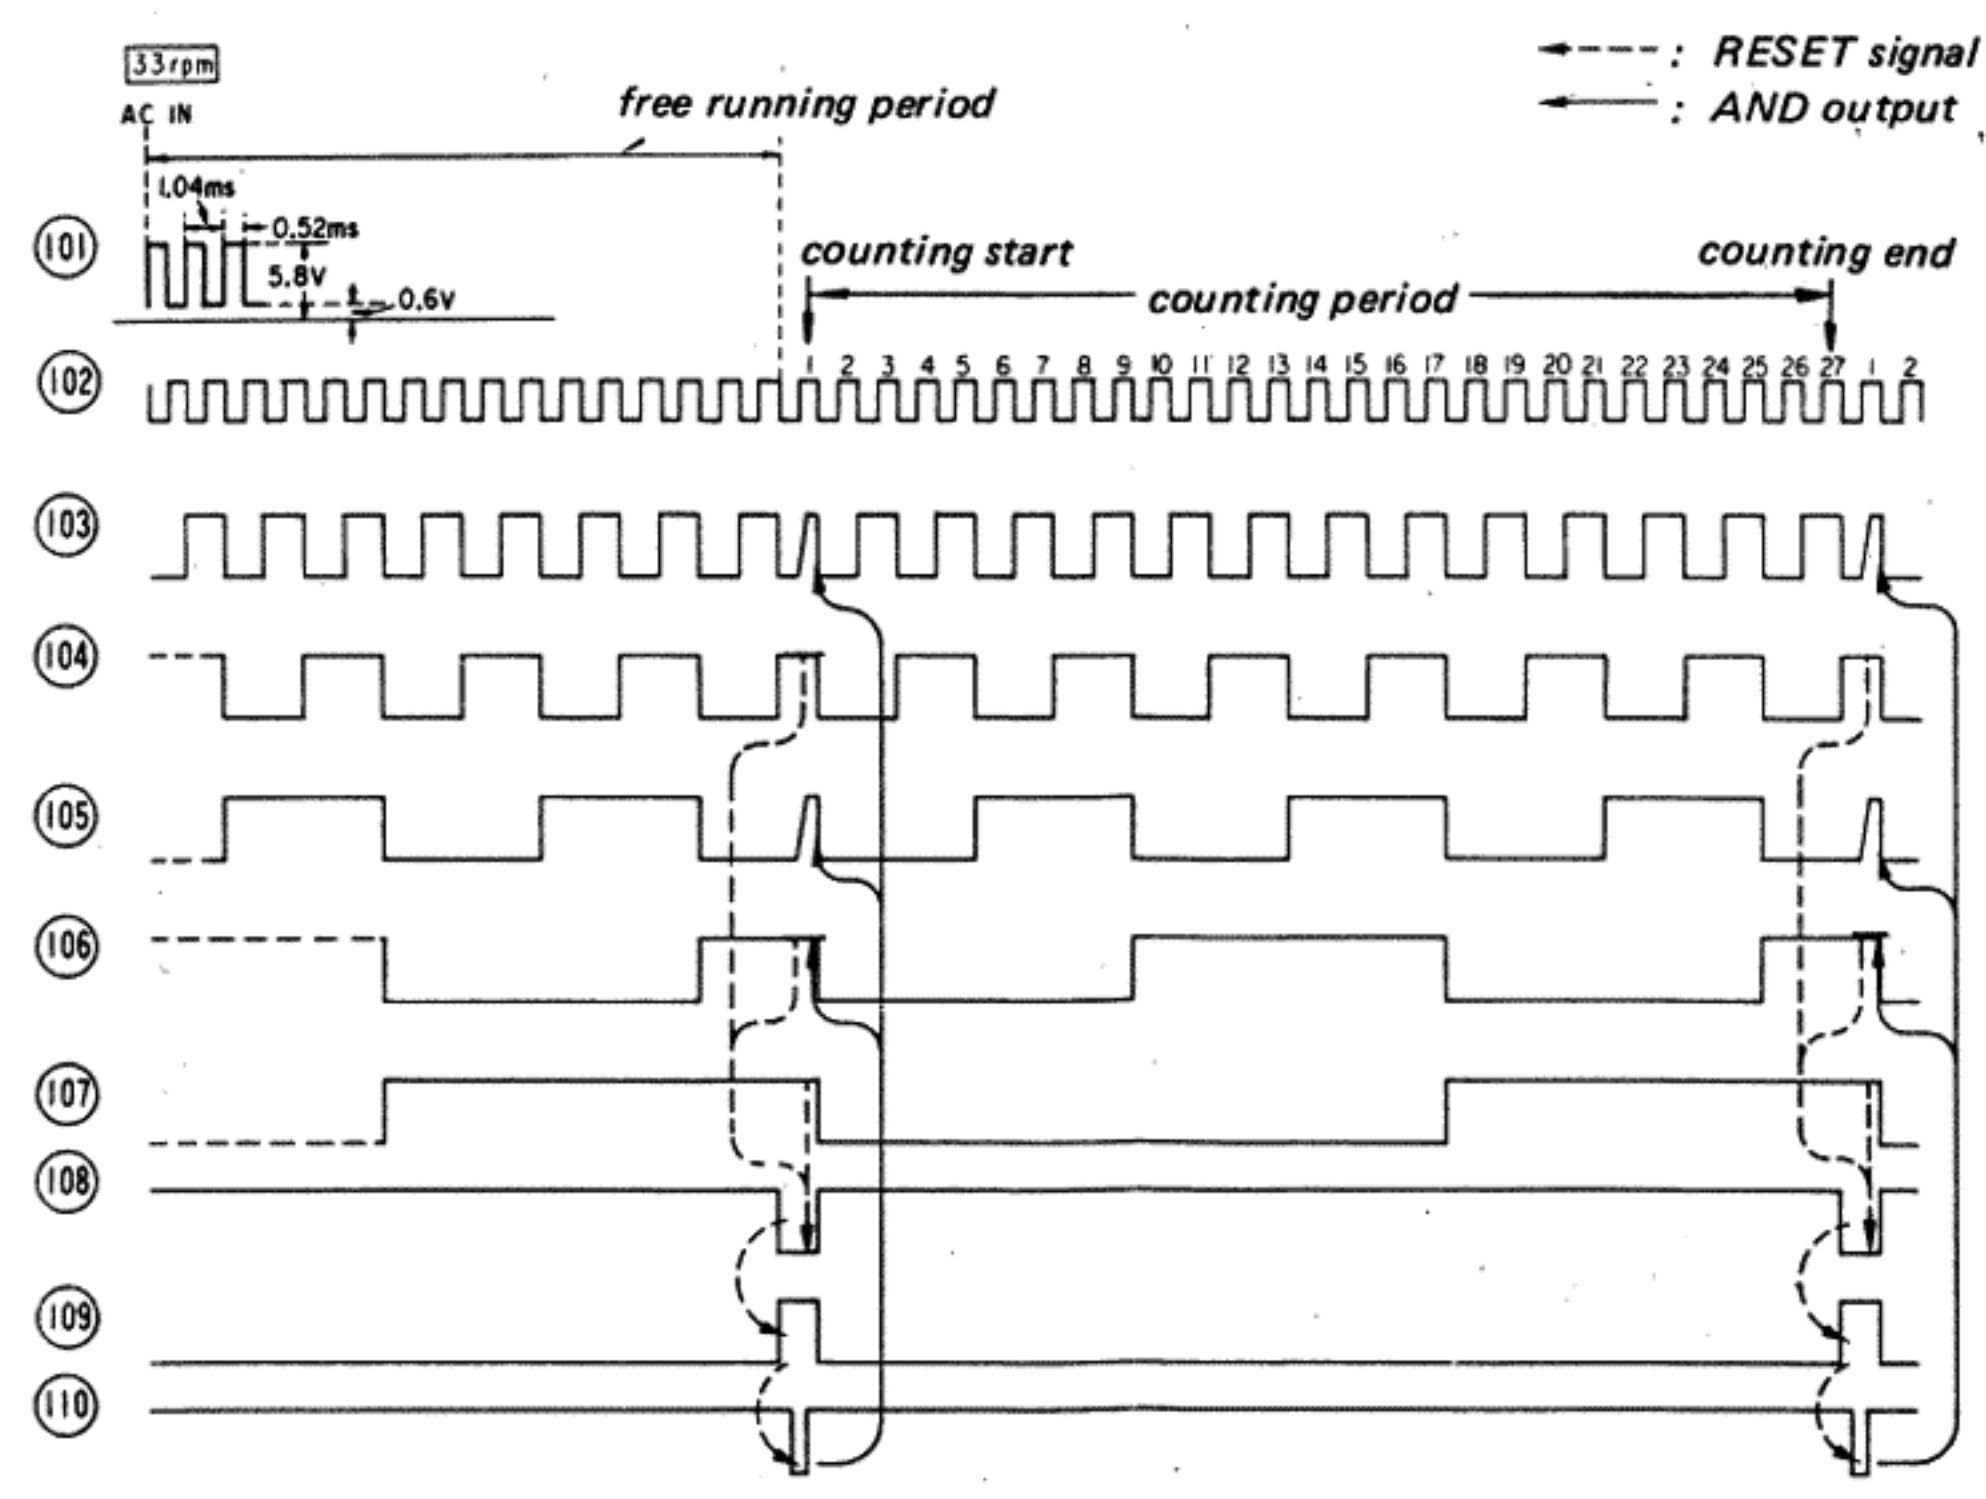 33rpm
AC IN
free running period
: RESET signal
: AND output
1.04ms
0.52ms
5.8V
0.6V
counting start
counting end
counting period
101
102
1 2 3 4 5 6 7 8 9 10 11 12 13 14 15 16 17 18 19 20 21 22 23 24 25 26 27 1 2
103
104
105
106
107
108
109
110